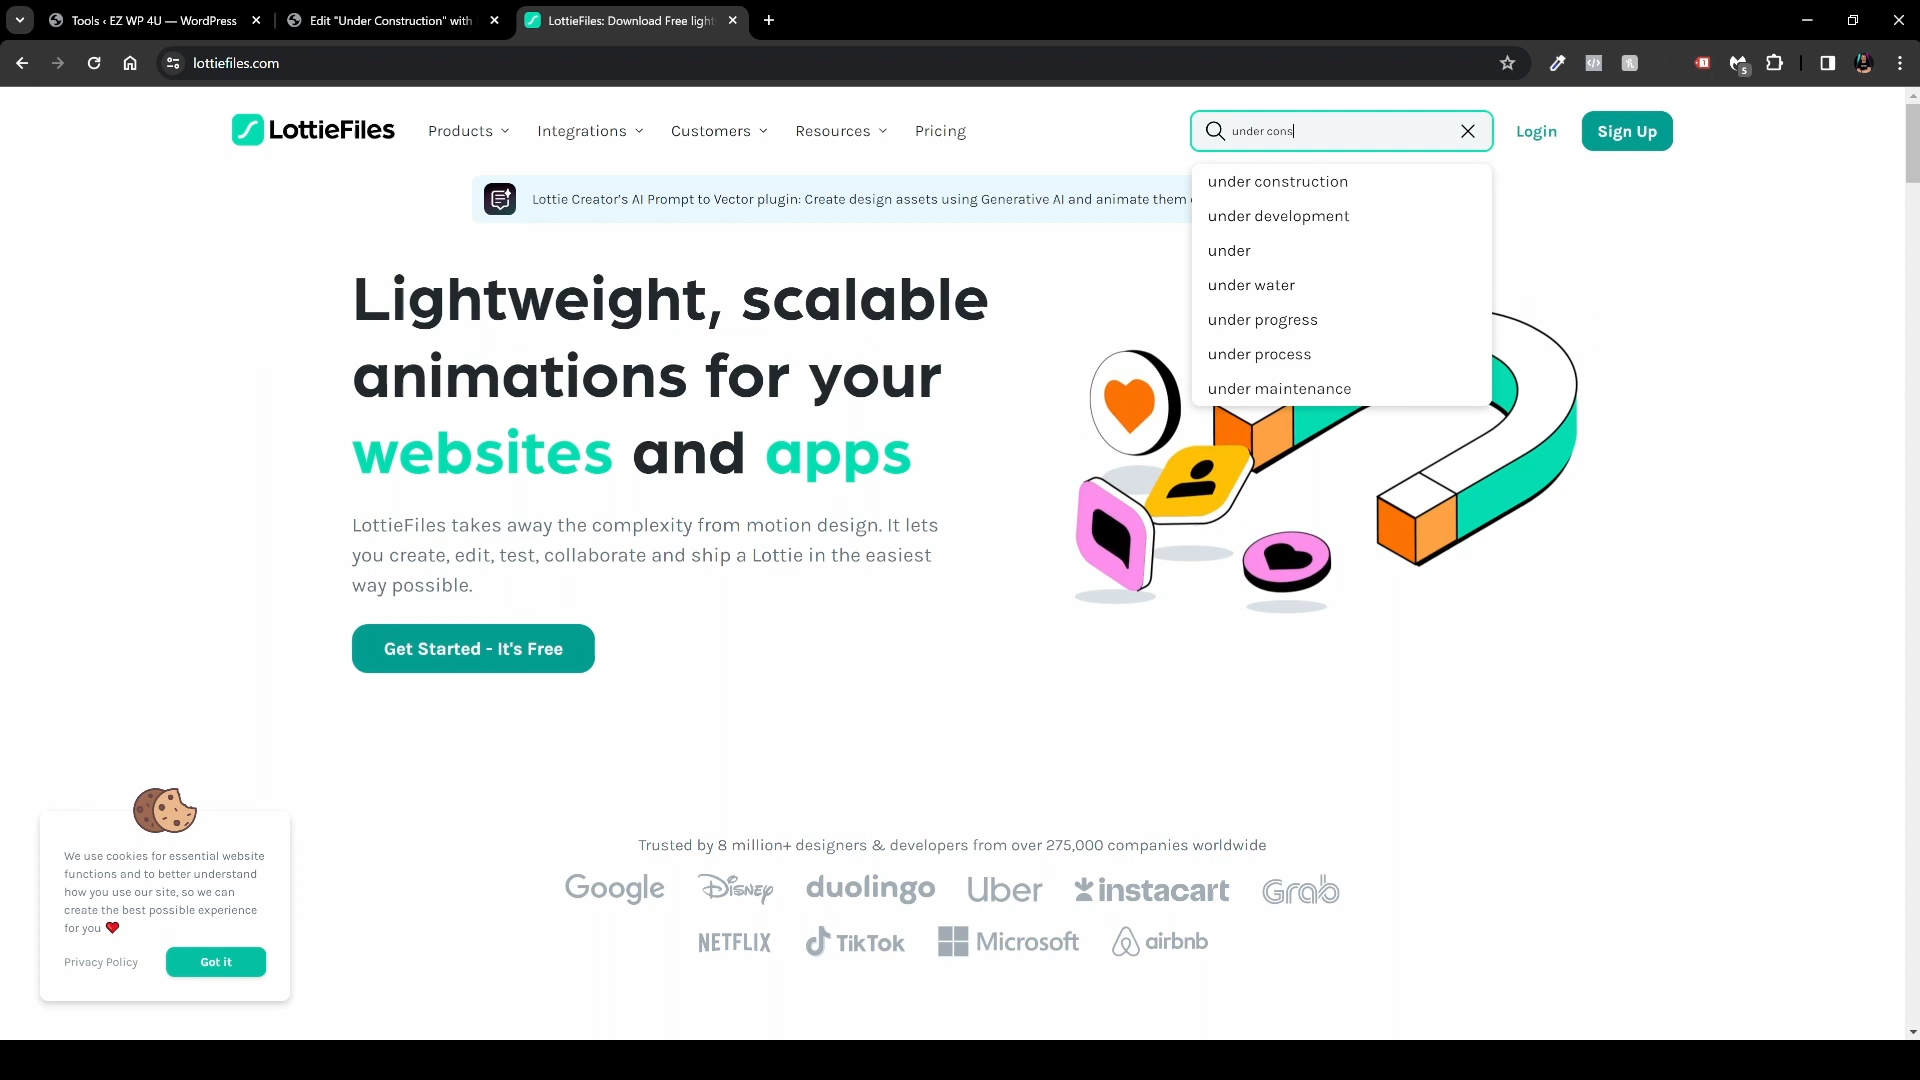 Tools ‹ EZ WP 4U — WordPress
Edit "Under Construction" with
LottieFiles: Download Free light
lottiefiles.com
5
LottieFiles
Products
Integrations
Customers
Resources
Pricing
under cons
Login
Sign Up
Lottie Creator's AI Prompt to Vector plugin: Create design assets using Generative AI and animate them
under construction
under development
under
under water
under progress
under process
under maintenance
Lightweight, scalable
animations for your
websites and apps
LottieFiles takes away the complexity from motion design. It lets
you create, edit, test, collaborate and ship a Lottie in the easiest
way possible.
Get Started - It's Free
We use cookies for essential website
functions and to better understand
how you use our site, so we can
create the best possible experience
for you
Privacy Policy
Got it
Trusted by 8 million+ designers & developers from over 275,000 companies worldwide
Google
Disney
duolingo
Uber
instacart
Grab
NETFLIX
TikTok
Microsoft
airbnb